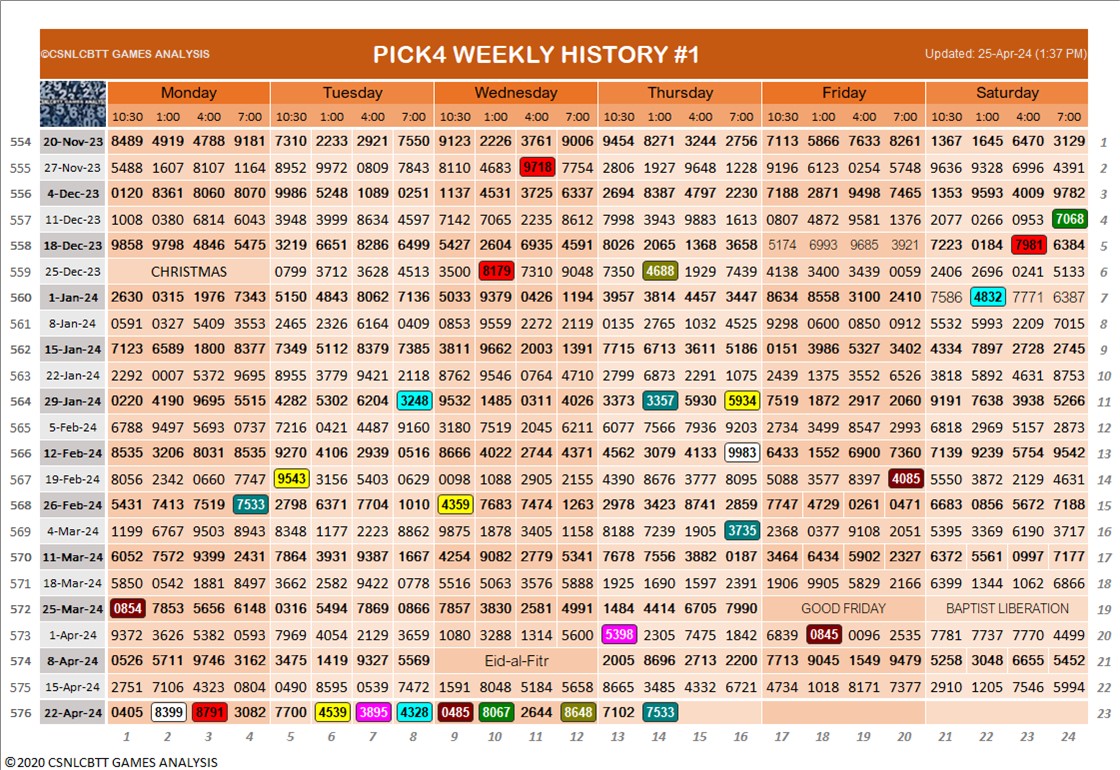 ©CSNLCBTT GAMES ANALYSIS PICK4 WEEKLY HISTORY #1 Updated: 25-Apr-24 (1:37 PM)
Monday Tuesday Wednesday Thursday Friday Saturday
10:30 1:00 4:00 7:00 10:30 1:00 4:00 7:00 10:30 1:00 4:00 7:00 10:30 1:00 4:00 7:00 10:30 1:00 4:00 7:00 10:30 1:00 4:00 7:00
554 20-Nov-23 8489 4919 4788 9181 7310 2233 2921 7550 9123 2226 3761 9006 9454 8271 3244 2756 7113 5866 7633 8261 1367 1645 6470 3129 1
555 27-Nov-23 5488 1607 8107 1164 8952 9972 0809 7843 8110 4683 9718 7754 2806 1927 9648 1228 9196 6123 0254 5748 9636 9328 6996 4391 2
556 4-Dec-23 0120 8361 8060 8070 9986 5248 1089 0251 1137 4531 3725 6337 2694 8387 4797 2230 7188 2871 9498 7465 1353 9593 4009 9782 3
557 11-Dec-23 1008 0380 6814 6043 3948 3999 8634 4597 7142 7065 2235 8612 7998 3943 9883 1613 0807 4872 9581 1376 2077 0266 0953 7068 4
558 18-Dec-23 9858 9798 4846 5475 3219 6651 8286 6499 5427 2604 6935 4591 8026 2065 1368 3658 5174 6993 9685 3921 7223 0184 7981 6384 5
559 25-Dec-23 CHRISTMAS 0799 3712 3628 4513 3500 8179 7310 9048 7350 4688 1929 7439 4138 3400 3439 0059 2406 2696 0241 5133 6
560 1-Jan-24 2630 0315 1976 7343 5150 4843 8062 7136 5033 9379 0426 1194 3957 3814 4457 3447 8634 8558 3100 2410 7586 4832 7771 6387 7
561 8-Jan-24 0591 0327 5409 3553 2465 2326 6164 0409 0853 9559 2272 2119 0135 2765 1032 4525 9298 0600 0850 0912 5532 5993 2209 7015 8
562 15-Jan-24 7123 6589 1800 8377 7349 5112 8379 7385 3811 9662 2003 1391 7715 6713 3611 5186 0151 3986 5327 3402 4334 7897 2728 2745 9
563 22-Jan-24 2292 0007 5372 9695 8955 3779 9421 2118 8762 9546 0764 4710 2799 6873 2291 1075 2439 1375 3552 6526 3818 5892 4631 8753 10
564 29-Jan-24 0220 4190 9695 5515 4282 5302 6204 3248 9532 1485 0311 4026 3373 3357 5930 5934 7519 1872 2917 2060 9191 7638 3938 5266 11
565 5-Feb-24 6788 9497 5693 0737 7216 0421 4487 9160 3180 7519 2045 6211 6077 7566 7936 9203 2734 3499 8547 2993 6818 2969 5157 2873 12
566 12-Feb-24 8535 3206 8031 8535 9270 4106 2939 0516 8666 4022 2744 4371 4562 3079 4133 9983 6433 1552 6900 7360 7139 9239 5754 9542 13
567 19-Feb-24 8056 2342 0660 7747 9543 3156 5403 0629 0098 1088 2905 2155 4390 8676 3777 8095 5088 3577 8397 4085 5550 3872 2129 4631 14
568 26-Feb-24 5431 7413 7519 7533 2798 6371 7704 1010 4359 7683 7474 1263 2978 3423 8741 2859 7747 4729 0261 0471 6683 0856 5672 7188 15
569 4-Mar-24 1199 6767 9503 8943 8348 1177 2223 8862 9875 1878 3405 1158 8188 7239 1905 3735 2368 0377 9108 2051 5395 3369 6190 3717 16
570 11-Mar-24 6052 7572 9399 2431 7864 3931 9387 1667 4254 9082 2779 5341 7678 7556 3882 0187 3464 6434 5902 2327 6372 5561 0997 7177 17
571 18-Mar-24 5850 0542 1881 8497 3662 2582 9422 0778 5516 5063 3576 5888 1925 1690 1597 2391 1906 9905 5829 2166 6399 1344 1062 6866 18
572 25-Mar-24 0854 7853 5656 6148 0316 5494 7869 0866 7857 3830 2581 4991 1484 4414 6705 7990 GOOD FRIDAY BAPTIST LIBERATION 19
573 1-Apr-24 9372 3626 5382 0593 7969 4054 2129 3659 1080 3288 1314 5600 5398 2305 7475 1842 6839 0845 0096 2535 7781 7737 7770 4499 20
574 8-Apr-24 0526 5711 9746 3162 3475 1419 9327 5569 Eid-al-Fitr 2005 8696 2713 2200 7713 9045 1549 9479 5258 3048 6655 5452 21
575 15-Apr-24 2751 7106 4323 0804 0490 8595 0539 7472 1591 8048 5184 5658 8665 3485 4332 6721 4734 1018 8171 7377 2910 1205 7546 5994 22
576 22-Apr-24 0405 8399 8791 3082 7700 4539 3895 4328 0485 8067 2644 8648 7102 7533 23
1 2 3 4 5 6 7 8 9 10 11 12 13 14 15 16 17 18 19 20 21 22 23 24
©2020 CSNLCBTT GAMES ANALYSIS